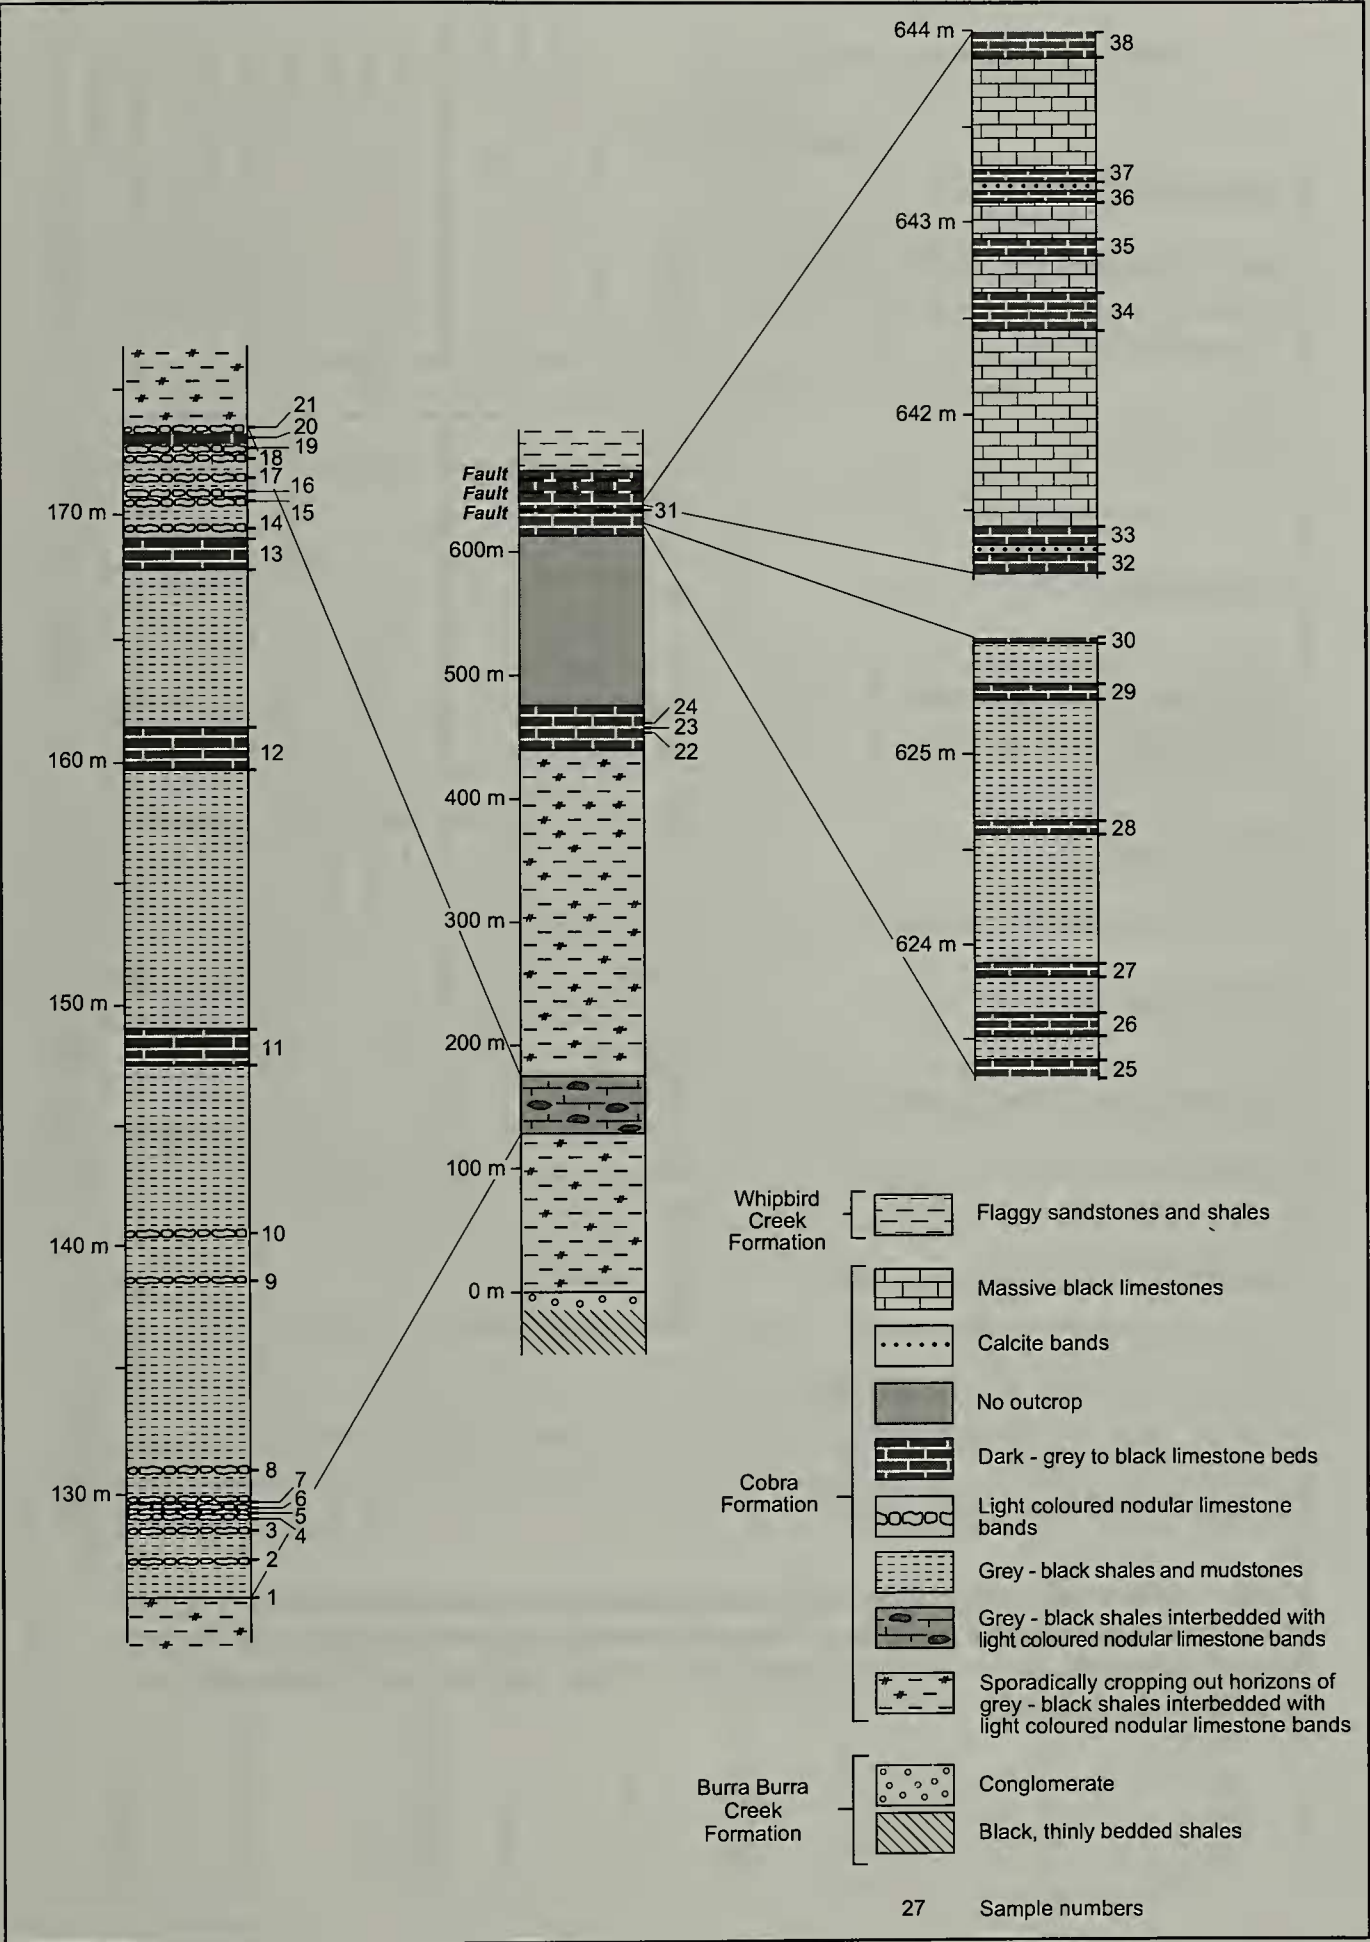 21
20
19
18
17
16
15
170 m
14
13
12
160 m
150 m
11
10
140 m
9
8
7
130 m
6
5
3
4
2
1
Fault
Fault
Fault
31
600m
500 m
24
23
22
400 m
300 m
200 m
100 m
0 m
644 m
38
37
36
643 m
35
34
642 m
33
32
30
29
625 m
28
624 m
27
26
25
Whipbird
Creek
Formation
Flaggy sandstones and shales
Cobra
Formation
Massive black limestones
Calcite bands
No outcrop
Dark - grey to black limestone beds
Light coloured nodular limestone
bands
Grey - black shales and mudstones
Grey - black shales interbedded with
light coloured nodular limestone bands
Sporadically cropping out horizons of
grey - black shales interbedded with
light coloured nodular limestone bands
Burra Burra
Creek
Formation
Conglomerate
Black, thinly bedded shales
27 Sample numbers